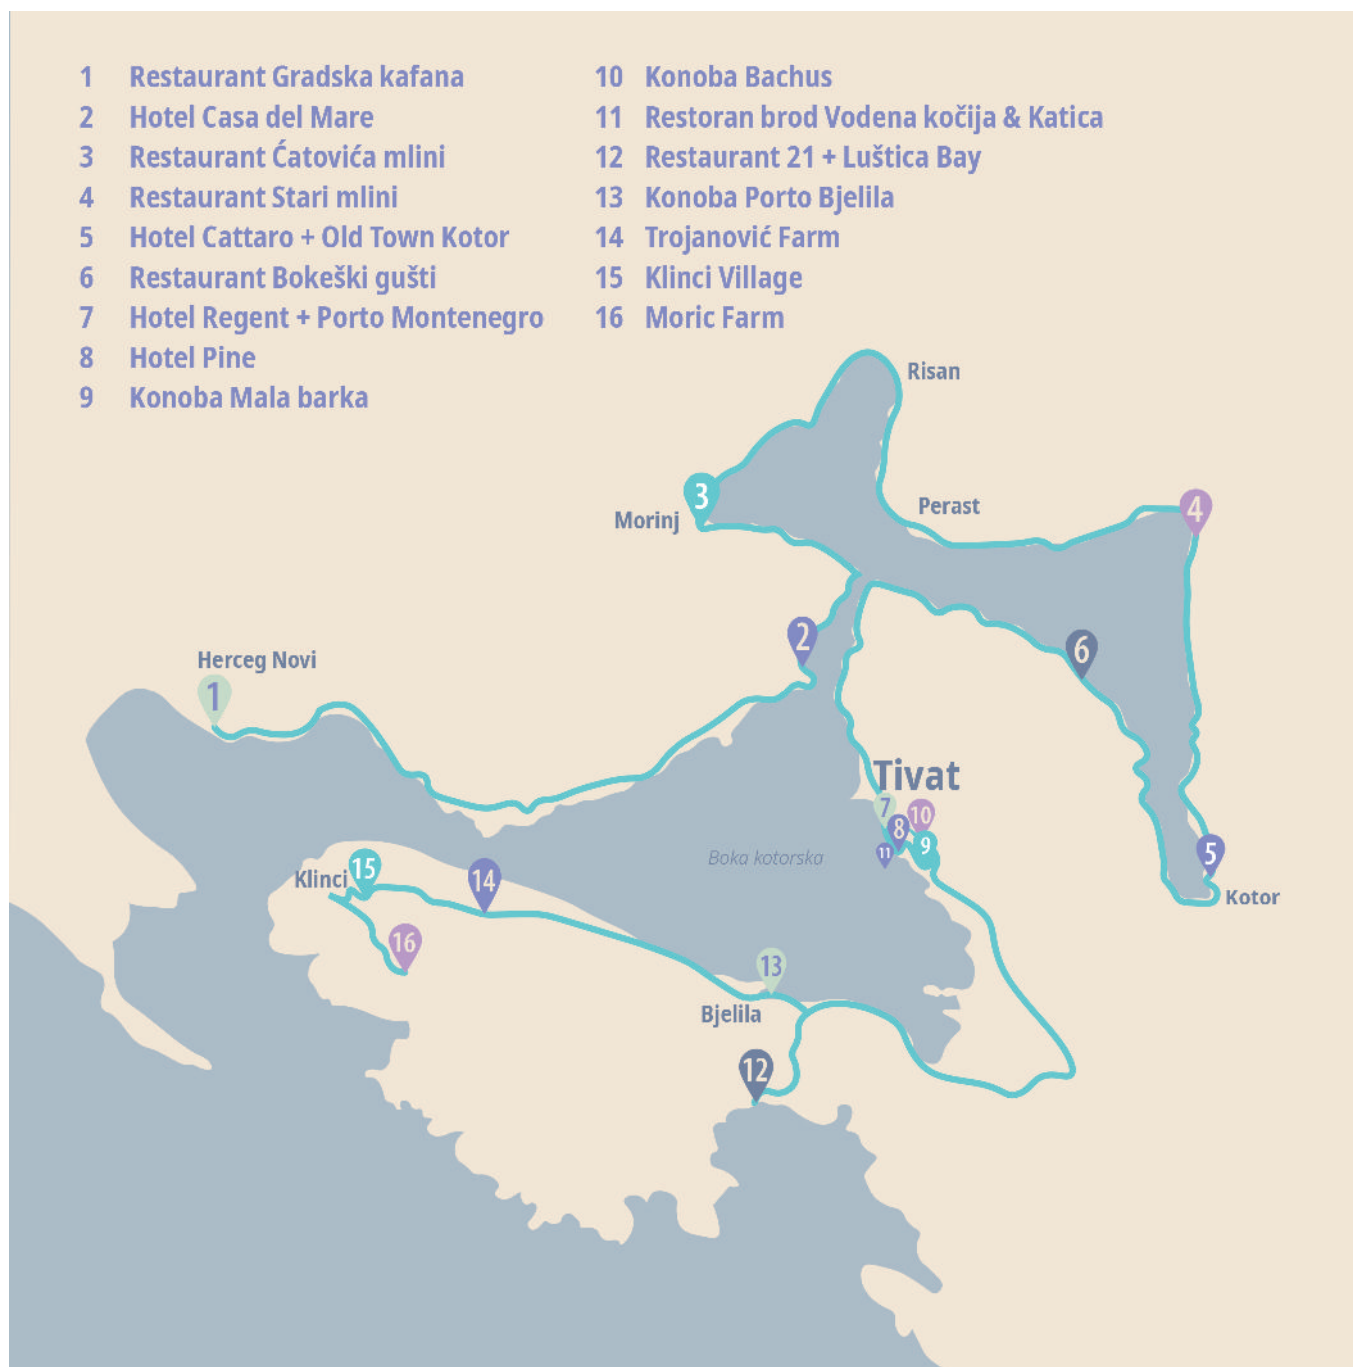 1 Restaurant Gradska kafana
2 Hotel Casa del Mare
3 Restaurant Ćatovića mlini
4 Restaurant Stari mlini
5 Hotel Cattaro + Old Town Kotor
6 Restaurant Bokeški gušti
7 Hotel Regent + Porto Montenegro
8 Hotel Pine
9 Konoba Mala barka
10 Konoba Bachus
11 Restoran brod Vodena kočija & Katica
12 Restaurant 21 + Luštica Bay
13 Konoba Porto Bjelila
14 Trojanović Farm
15 Klinci Village
16 Moric Farm
Risan
3
Perast
4
Morinj
2
6
Herceg Novi
1
Tivat
7
10
8
9
11
Boka kotorska
5
Klinci
15
14
Kotor
16
13
Bjelila
12